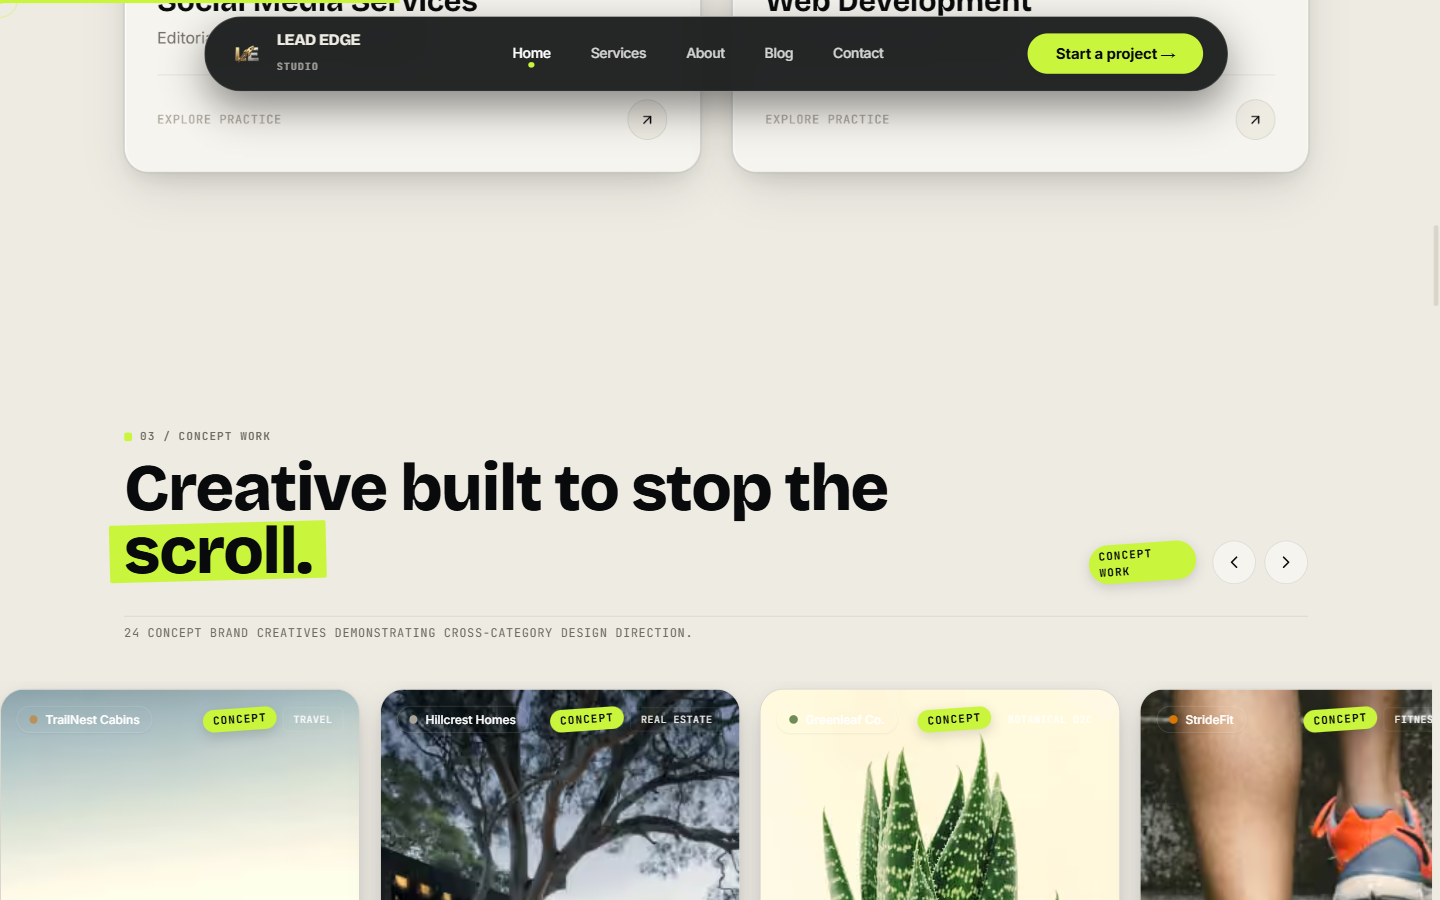 Social Media Services
Web Development
LEAD EDGE
STUDIO
Home
Services
About
Blog
Contact
Start a project →
EXPLORE PRACTICE
EXPLORE PRACTICE
03 / CONCEPT WORK
Creative built to stop the
scroll.
CONCEPT
WORK
24 CONCEPT BRAND CREATIVES DEMONSTRATING CROSS-CATEGORY DESIGN DIRECTION.
TrailNest Cabins
CONCEPT
TRAVEL
Hillcrest Homes
CONCEPT
REAL ESTATE
Greenleaf Co.
CONCEPT
StrideFit
CONCEPT